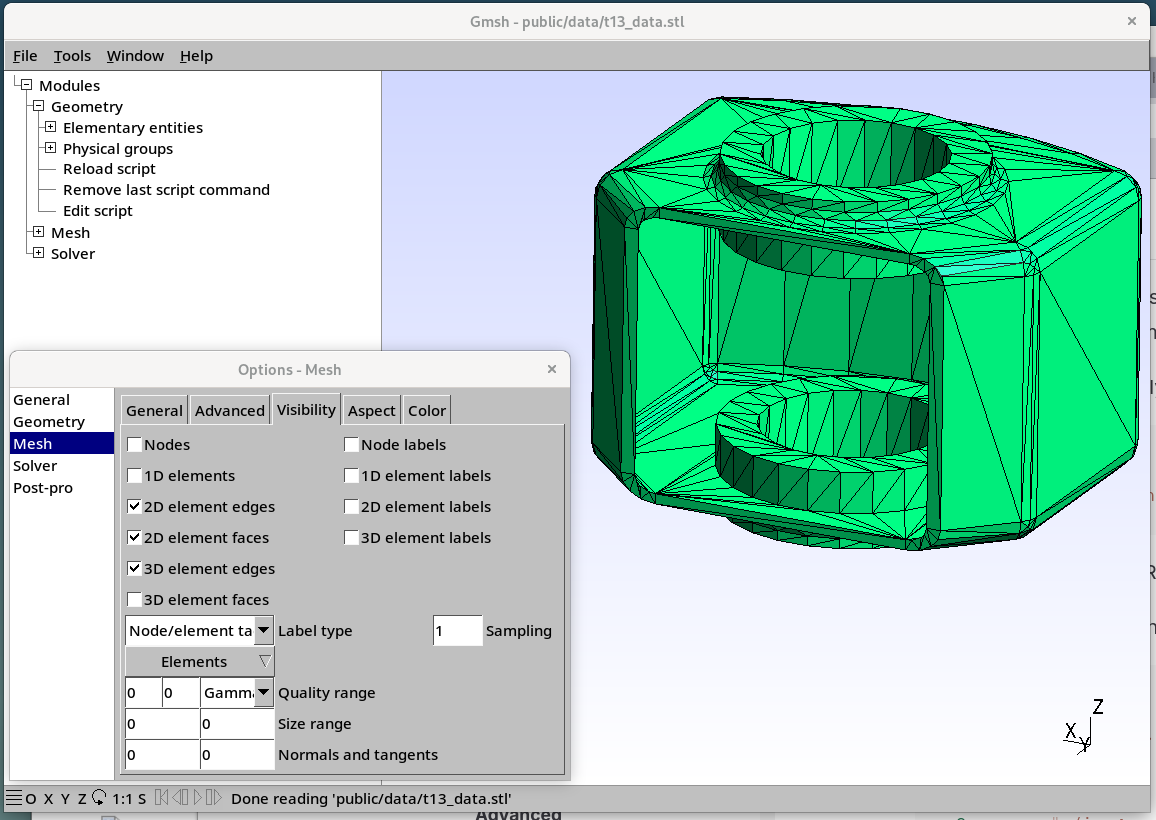 Gmsh - public/data/t13_data.stl
File Tools Window Help
Modules
Geometry
Elementary entities
Physical groups
Reload script
Remove last script command
Edit script
Mesh
Solver
Options - Mesh
General
Geometry
Mesh
Solver
Post-pro
General Advanced Visibility Aspect Color
Nodes Node labels
1D elements 1D element labels
2D element edges 2D element labels
2D element faces 3D element labels
3D element edges
3D element faces
Node/element ta Label type 1 Sampling
Elements
0 0 Gamm Quality range
0 0 Size range
0 0 Normals and tangents
Z
X
Y
O X Y Z 1:1 S Done reading 'public/data/t13_data.stl'
Advanced